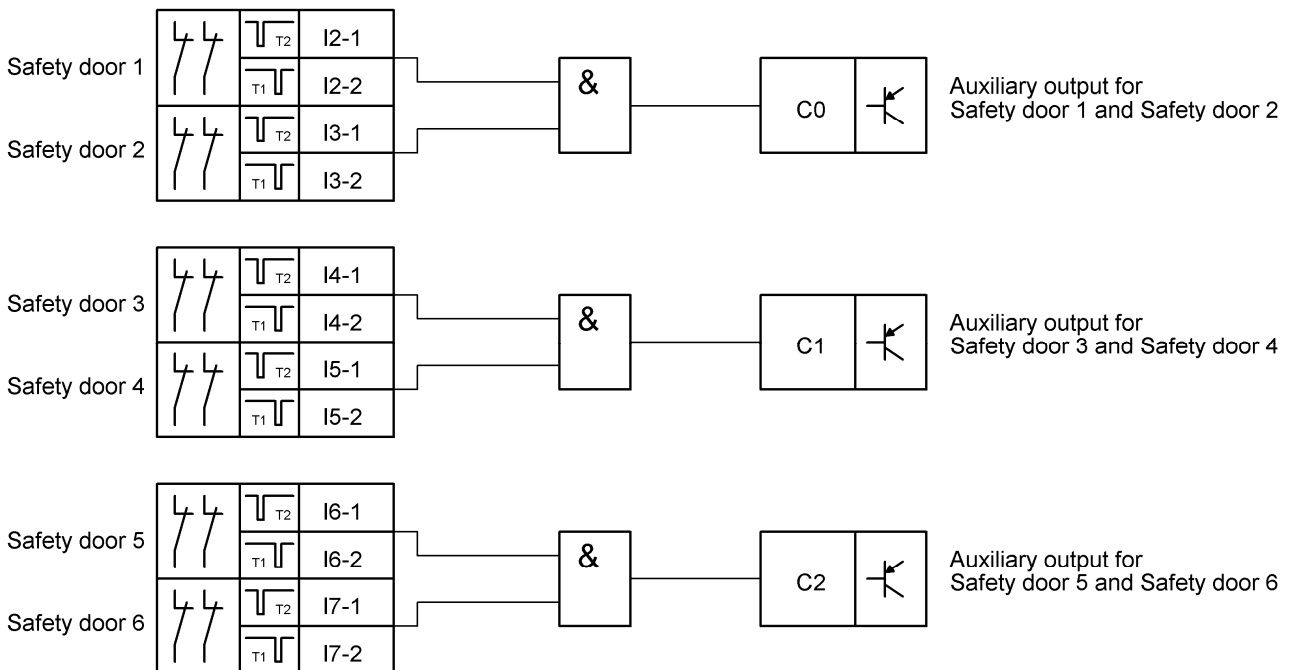 Safety door 1
T2 I2-1
T1 I2-2
Safety door 2
T2 I3-1
T1 I3-2
&
C0
Auxiliary output for
Safety door 1 and Safety door 2
Safety door 3
T2 I4-1
T1 I4-2
Safety door 4
T2 I5-1
T1 I5-2
&
C1
Auxiliary output for
Safety door 3 and Safety door 4
Safety door 5
T2 I6-1
T1 I6-2
Safety door 6
T2 I7-1
T1 I7-2
&
C2
Auxiliary output for
Safety door 5 and Safety door 6